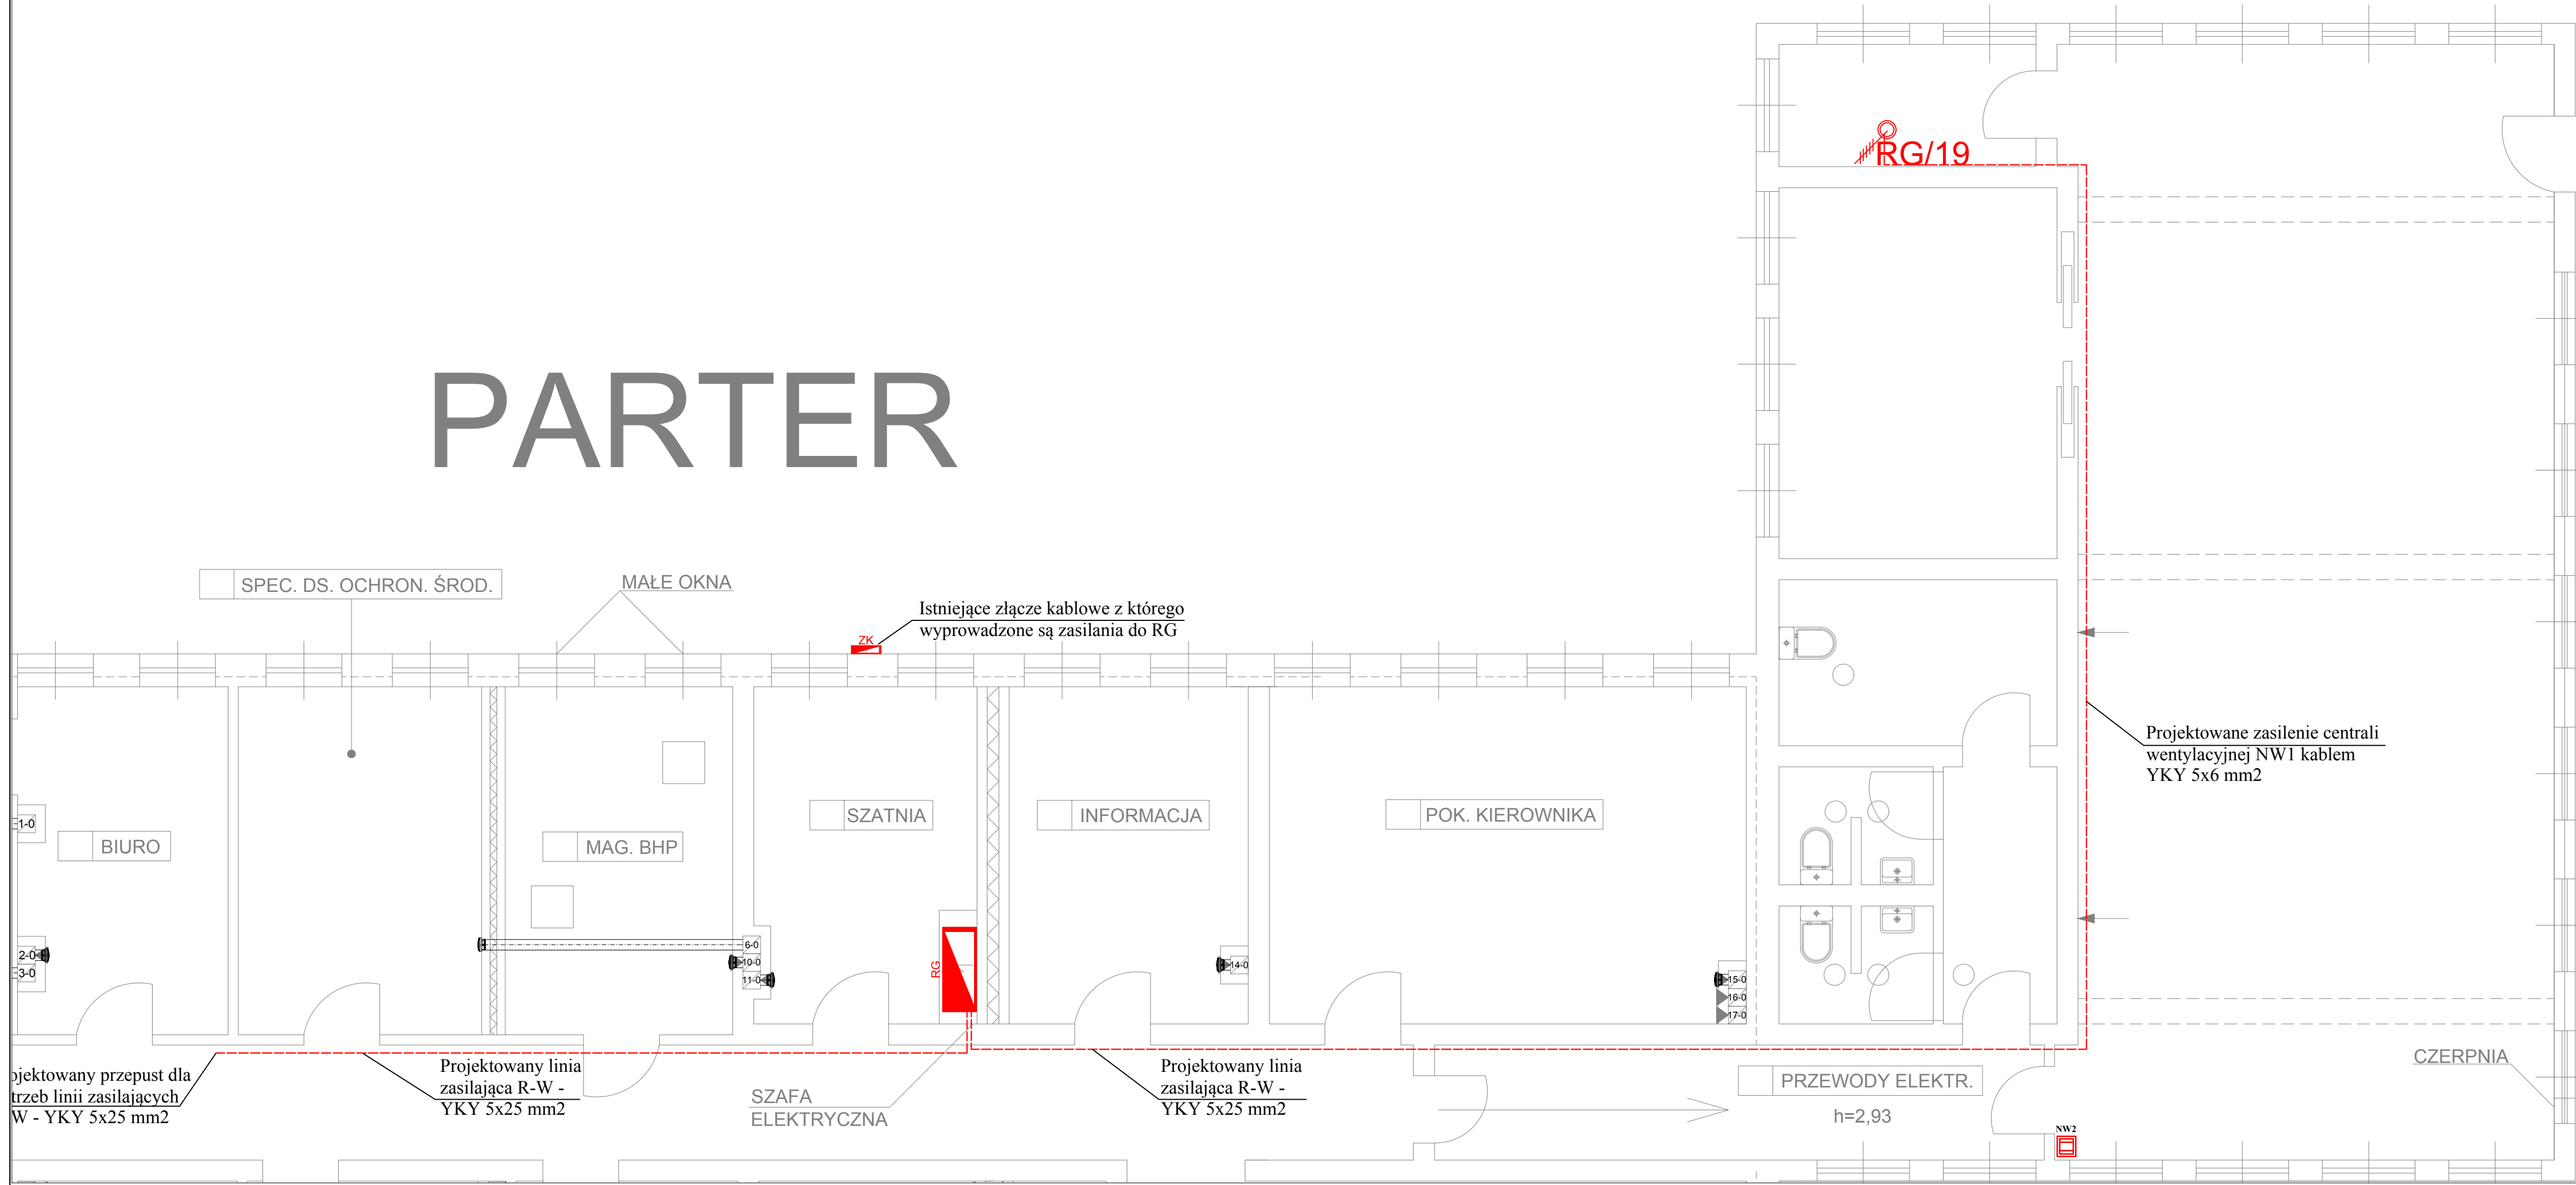 RG/19
PARTER
SPEC. DS. OCHRON. ŚROD.
MAŁE OKNA
Istniejące złącze kablowe z którego
wyprowadzone są zasilania do RG
ZK
Projektowane zasilenie centrali
wentylacyjnej NW1 kablem
YKY 5x6 mm2
1-0
BIURO
MAG. BHP
SZATNIA
INFORMACJA
POK. KIEROWNIKA
2-0
3-0
6-0
10-0
11-0
RG
14-0
15-0
16-0
17-0
ojektowany przepust dla
trzeb linii zasilających
W - YKY 5x25 mm2
Projektowany linia
zasilająca R-W -
YKY 5x25 mm2
SZAFA
ELEKTRYCZNA
Projektowany linia
zasilająca R-W -
YKY 5x25 mm2
PRZEWODY ELEKTR.
h=2,93
CZERPNIA
NW2